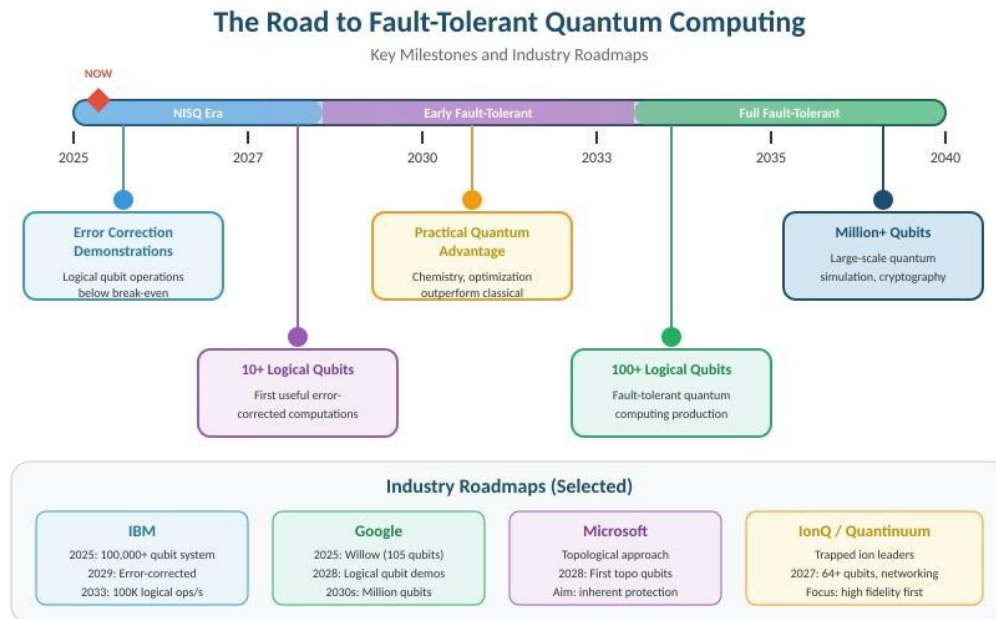 The Road to Fault-Tolerant Quantum Computing
Key Milestones and Industry Roadmaps
NOW
NISQ Era
Early Fault-Tolerant
Full Fault-Tolerant
2025
2027
2030
2033
2035
2040
Error Correction
Demonstrations
Logical qubit operations
below break-even
Practical Quantum
Advantage
Chemistry, optimization
outperform classical
Million+ Qubits
Large-scale quantum
simulation, cryptography
10+ Logical Qubits
First useful error-
corrected computations
100+ Logical Qubits
Fault-tolerant quantum
computing production
Industry Roadmaps (Selected)
IBM
2025: 100,000+ qubit system
2029: Error-corrected
2033: 100K logical ops/s
Google
2025: Willow (105 qubits)
2028: Logical qubit demos
2030s: Million qubits
Microsoft
Topological approach
2028: First topo qubits
Aim: inherent protection
IonQ / Quantinuum
Trapped ion leaders
2027: 64+ qubits, networking
Focus: high fidelity first